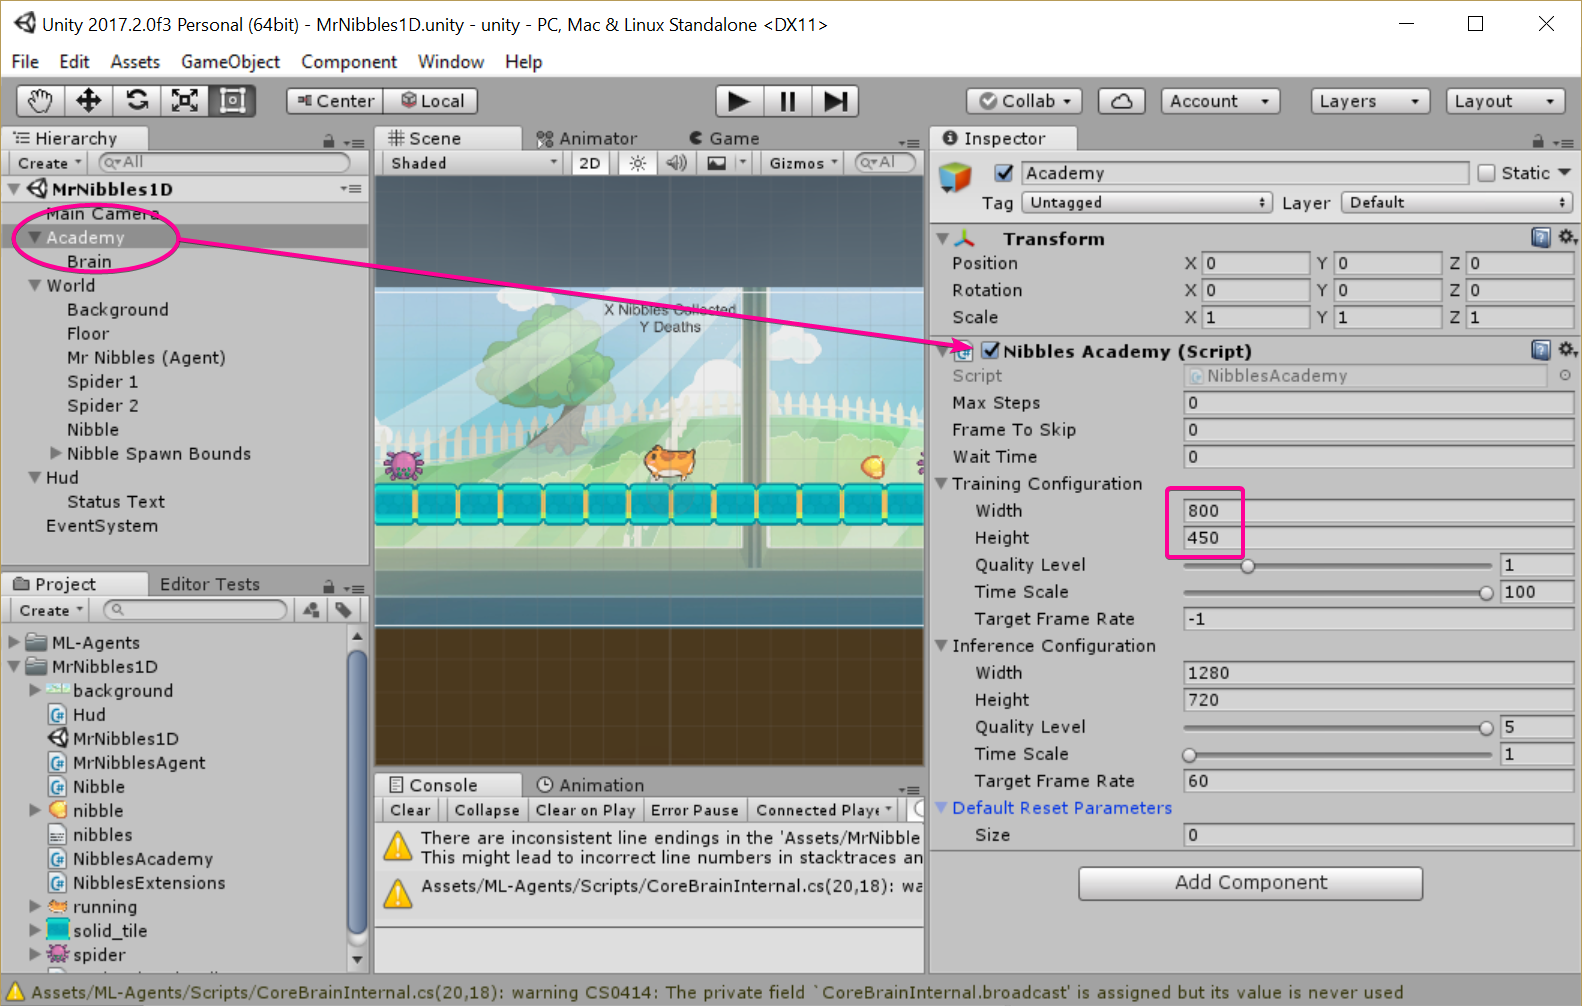 Unity 2017.2.0f3 Personal (64bit) - MrNibbles1D.unity - unity - PC, Mac & Linux Standalone <DX11>
File Edit Assets GameObject Component Window Help
Center Local Collab Account Layers Layout
Hierarchy
Create All
MrNibbles1D
Main Camera
Academy
Brain
World
Background
Floor
Mr Nibbles (Agent)
Spider 1
Spider 2
Nibble
Nibble Spawn Bounds
Hud
Status Text
EventSystem
Project Editor Tests
Create
ML-Agents
MrNibbles1D
background
Hud
MrNibbles1D
MrNibblesAgent
Nibble
nibble
nibbles
NibblesAcademy
NibblesExtensions
running
solid_tile
spider
Scene Animator Game
Shaded 2D Gizmos Al
X Nibbles Collected
Y Deaths
Console Animation
Clear Collapse Clear on Play Error Pause Connected Playe
There are inconsistent line endings in the 'Assets/MrNibble
This might lead to incorrect line numbers in stacktraces an
Assets/ML-Agents/Scripts/CoreBrainInternal.cs(20,18): wa
Inspector
Academy Static
Tag Untagged Layer Default
Transform
Position X 0 Y 0 Z 0
Rotation X 0 Y 0 Z 0
Scale X 1 Y 1 Z 1
Nibbles Academy (Script)
Script NibblesAcademy
Max Steps 0
Frame To Skip 0
Wait Time 0
Training Configuration
Width 800
Height 450
Quality Level 1
Time Scale 100
Target Frame Rate -1
Inference Configuration
Width 1280
Height 720
Quality Level 5
Time Scale 1
Target Frame Rate 60
Default Reset Parameters
Size 0
Add Component
Assets/ML-Agents/Scripts/CoreBrainInternal.cs(20,18): warning CS0414: The private field `CoreBrainInternal.broadcast' is assigned but its value is never used